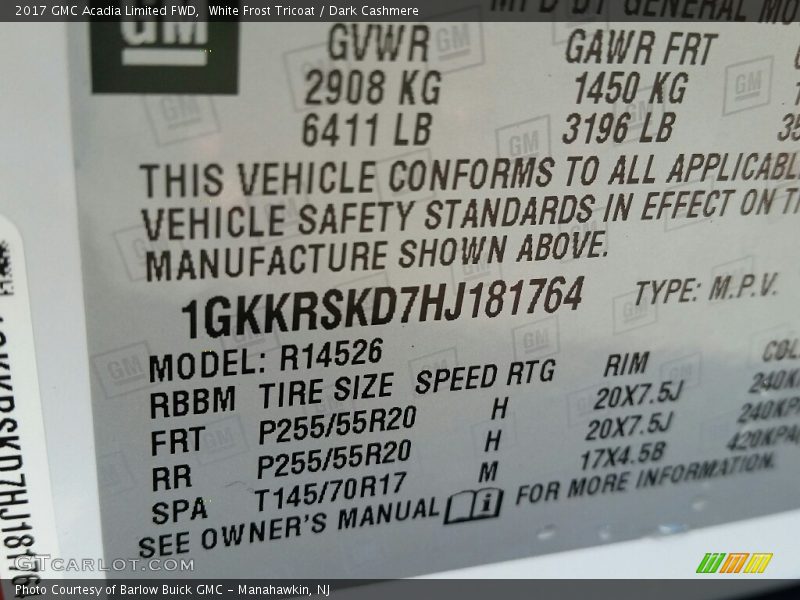 2017 GMC Acadia Limited FWD, White Frost Tricoat / Dark Cashmere
MFD BY GENERAL
GM
GVWR GAWR FRT
2908 KG 1450 KG
6411 LB 3196 LB
THIS VEHICLE CONFORMS TO ALL
VEHICLE SAFETY STANDARDS IN EFFECT ON
MANUFACTURE SHOWN ABOVE.
1GKKRSKD7HJ181764 TYPE: M.P.V.
MODEL: R14526
RBBM TIRE SIZE SPEED RTG RIM
FRT P255/55R20 H 20X7.5J
RR P255/55R20 H 20X7.5J
SPA T145/70R17 M 17X4.5B
SEE OWNER'S MANUAL i FOR MORE INFORMATION.
GTCARLOT.COM
Photo Courtesy of Barlow Buick GMC – Manahawkin, NJ